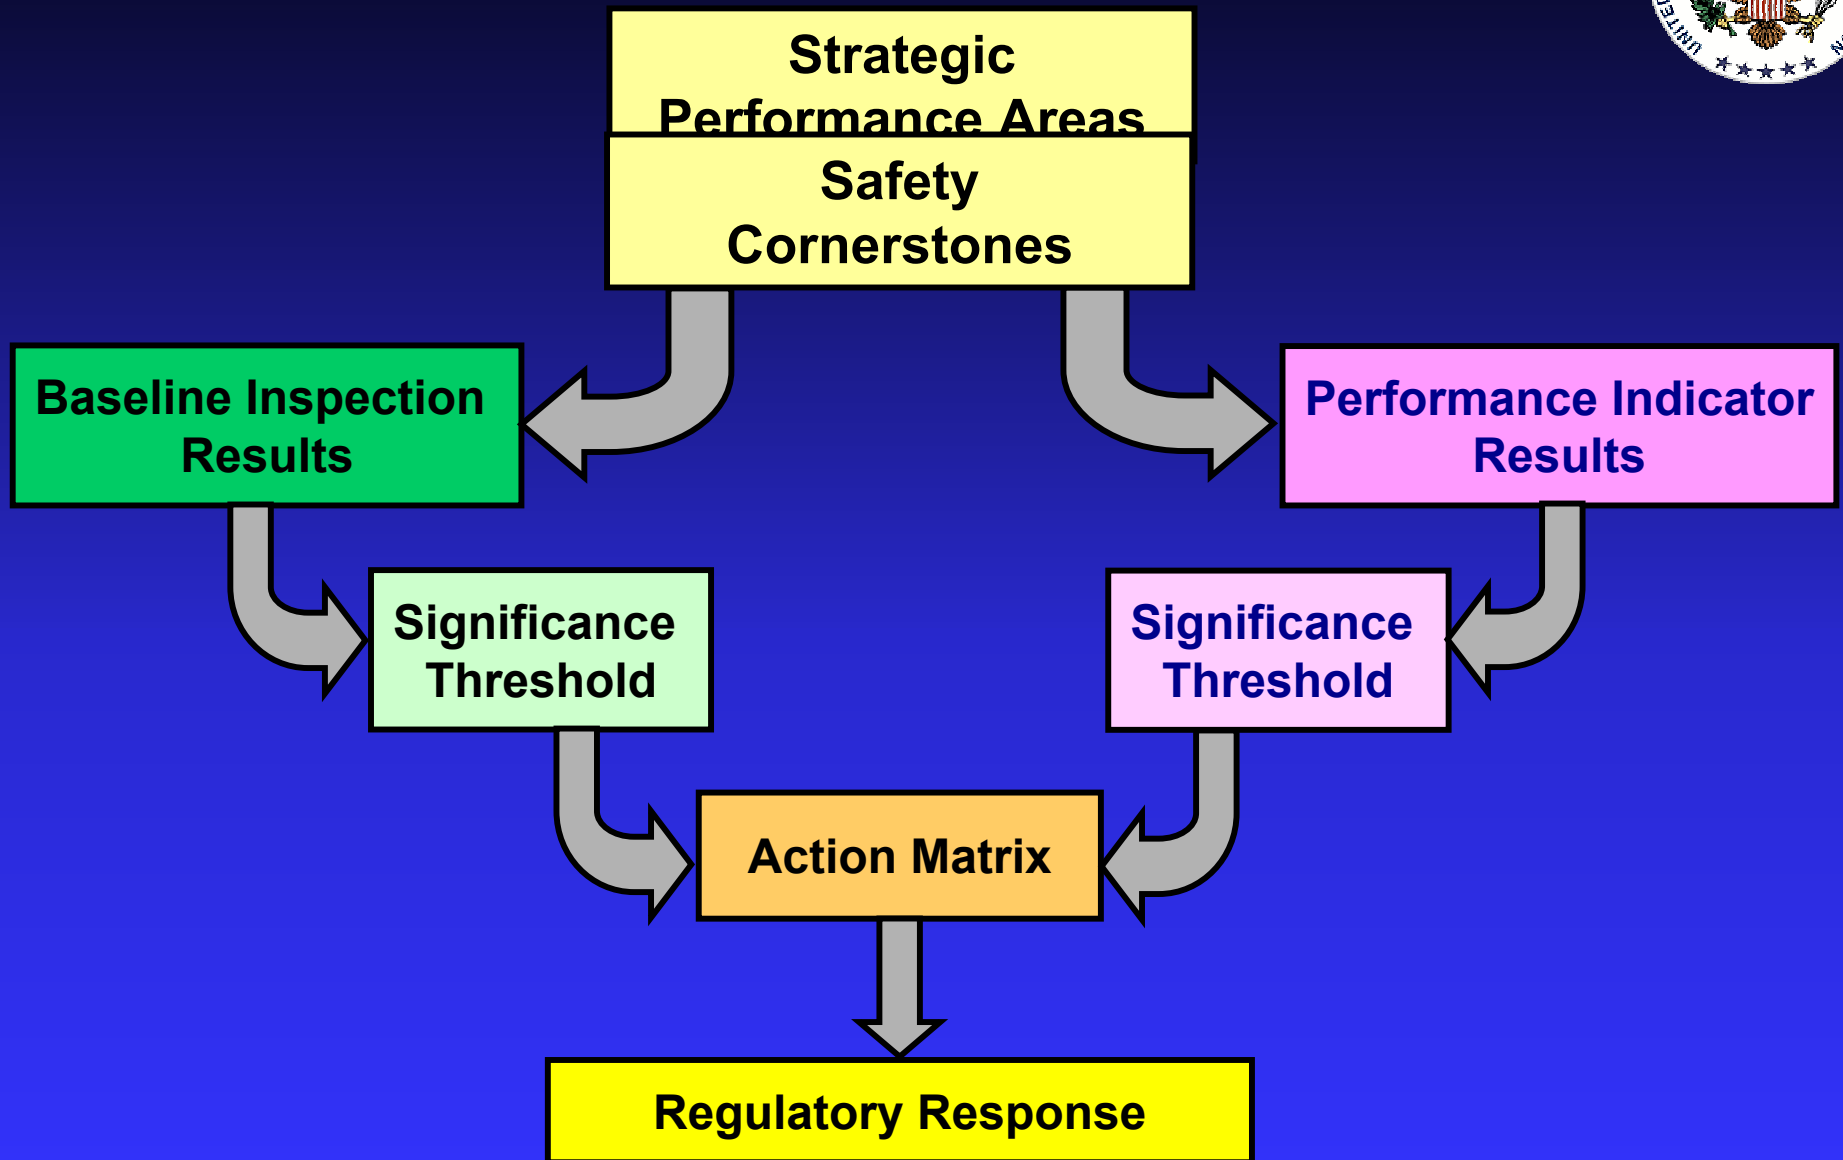 Strategic
Performance Areas
Safety
Cornerstones
Baseline Inspection
Results
Performance Indicator
Results
Significance
Threshold
Significance
Threshold
Action Matrix
Regulatory Response